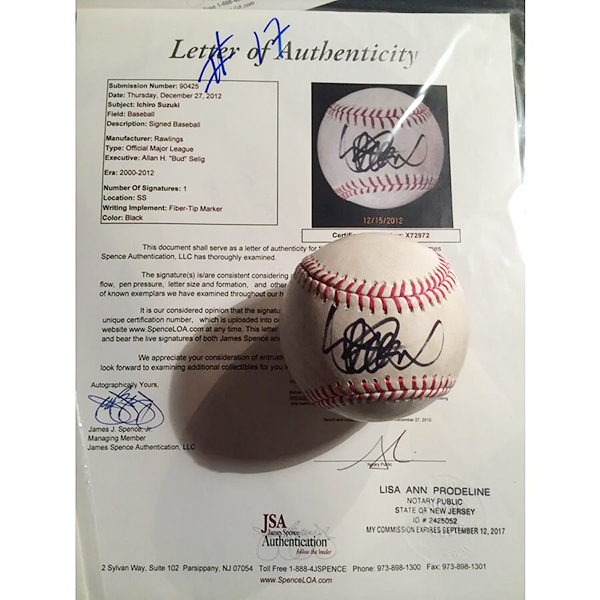 Letter of Authenticity
# 17
Submission Number: 90425
Date: Thursday, December 27, 2012
Subject: Ichiro Suzuki
Field: Baseball
Description: Signed Baseball
Manufacturer: Rawlings
Type: Official Major League
Executive: Allan H. "Bud" Selig
Era: 2000-2012
Number Of Signatures: 1
Location: SS
Writing Implement: Fiber-Tip Marker
Color: Black
12/15/2012
X72972
This document shall serve as a letter of authenticity for
Spence Authentication, LLC has thoroughly examined.
The signature(s) is/are consistent considering
flow, pen pressure, letter size and formation, and other
of known exemplars we have examined throughout our
It is our considered opinion that the
unique certification number, which is uploaded into
website www.SpenceLOA.com at any time. This letter
and bear the live signatures of both James Spence and
We appreciate your consideration of
look forward to examining additional collectibles for you
Autographically Yours,
James J. Spence, Jr.
Managing Member
James Spence Authentication, LLC
December 27, 2012.
Notary Public
LISA ANN PRODELINE
NOTARY PUBLIC
STATE OF NEW JERSEY
ID # 2425052
MY COMMISSION EXPIRES SEPTEMBER 12, 2017
JSA
James Spence
Authentication
follow the leader
2 Sylvan Way, Suite 102 Parsippany, NJ 07054 Toll Free 1-888-4JSPENCE Phone: 973-898-1300 Fax: 973-898-1301
www.SpenceLOA.com